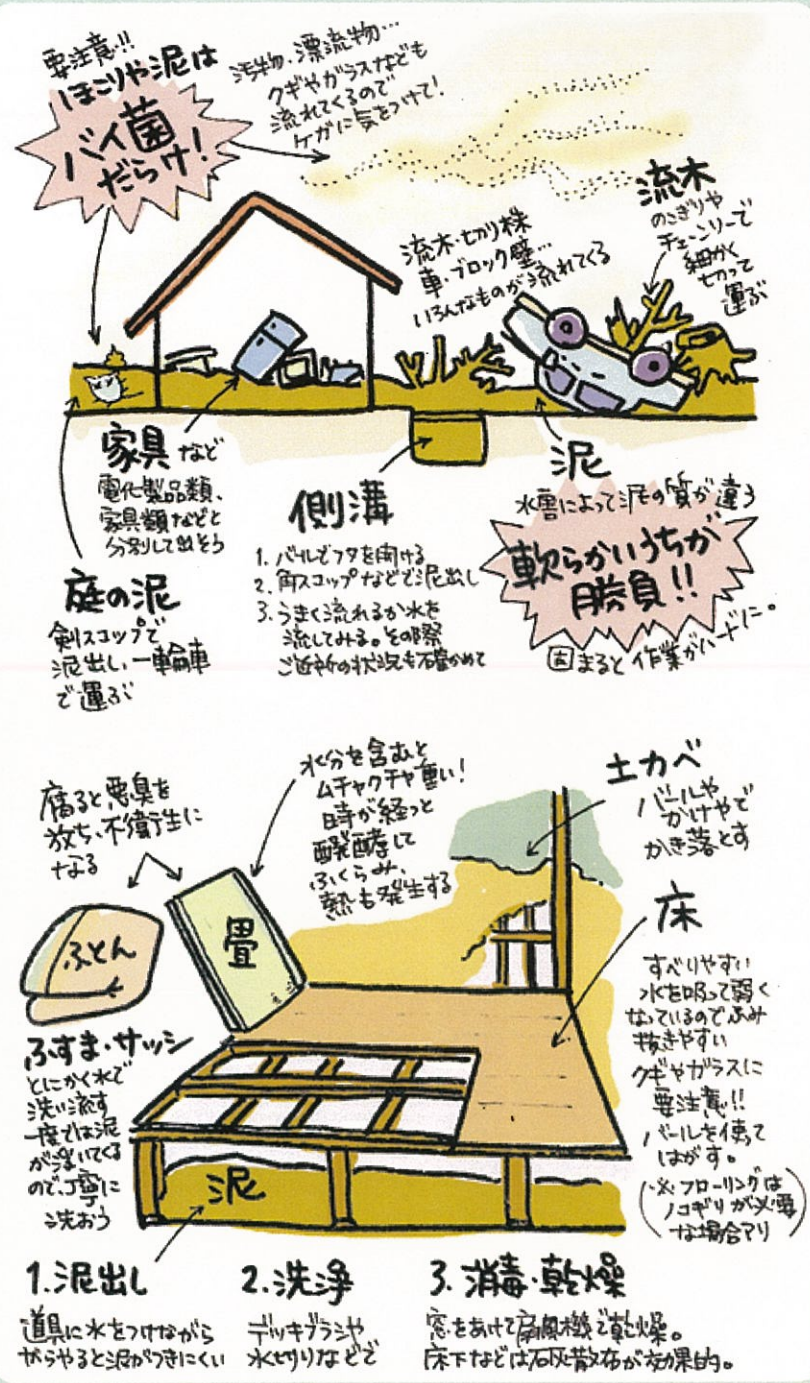 要注意!!
ほこりや泥は
バイ菌
だらけ!
汚物、漂流物…
クギやガラスなども
流れてくるので
ケガに気をつけて!
流木
のこぎりや
チェーンソーで
細かく
切って
運ぶ
流木・切り株
車・ブロック壁…
いろんなものが流れてくる
家具など
電化製品類、
家具類などと
分別して出そう
庭の泥
剣スコップで
泥出し、一輪車
で運ぶ
側溝
1. バールでフタを開ける
2. 角スコップなどで泥出し
3. うまく流れるか水を
流してみる。その際
ご近所の状況も確かめて
泥
水害によって泥の質が違う
軟らかいうちが
勝負!!
固まると作業がハードに。
腐ると悪臭を
放ち、不衛生に
なる
水分を含むと
ムチャクチャ重い!
時が経つと
醗酵して
ふくらみ、
熱も発生する
土カベ
バールや
かけやで
かき落とす
ふとん
畳
床
すべりやすい
水を吸って弱く
なっているのでふみ
抜きやすい
クギやガラスに
要注意!!
バールを使って
はがす。
(※フローリングは
ノコギリが必要
な場合アリ)
ふすま・サッシ
とにかく水で
洗い流す
一度では泥
が浮いてくる
ので、丁寧に
洗おう
泥
1. 泥出し
道具に水をつけながら
がらやると泥がつきにくい
2. 洗浄
デッキブラシや
水切りなどで
3. 消毒・乾燥
窓をあけて扇風機で乾燥。
床下などは石灰散布が効果的。